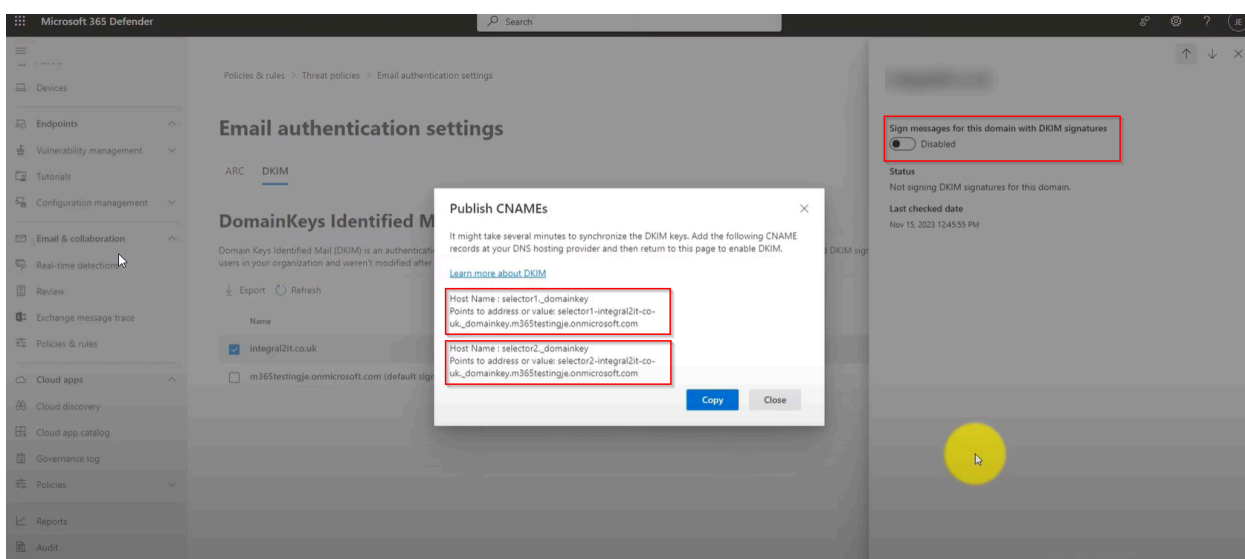 Microsoft 365 Defender
Search
JE
Devices
Endpoints
Vulnerability management
Tutorials
Configuration management
Email & collaboration
Real-time detections
Review
Exchange message trace
Policies & rules
Cloud apps
Cloud discovery
Cloud app catalog
Governance log
Policies
Reports
Audit
Policies & rules > Threat policies > Email authentication settings
Email authentication settings
ARC DKIM
DomainKeys Identified M
Domain Keys Identified Mail (DKIM) is an authenticati
DKIM sign
users in your organization and weren't modified after
Export Refresh
Name
integral2it.co.uk
m365testingje.onmicrosoft.com (default sign
Publish CNAMEs
It might take several minutes to synchronize the DKIM keys. Add the following CNAME
records at your DNS hosting provider and then return to this page to enable DKIM.
Learn more about DKIM
Host Name : selector1._domainkey
Points to address or value: selector1-integral2it-co-
uk._domainkey.m365testingje.onmicrosoft.com
Host Name : selector2._domainkey
Points to address or value: selector2-integral2it-co-
uk._domainkey.m365testingje.onmicrosoft.com
Copy Close
Sign messages for this domain with DKIM signatures
Disabled
Status
Not signing DKIM signatures for this domain.
Last checked date
Nov 15, 2023 12:45:55 PM